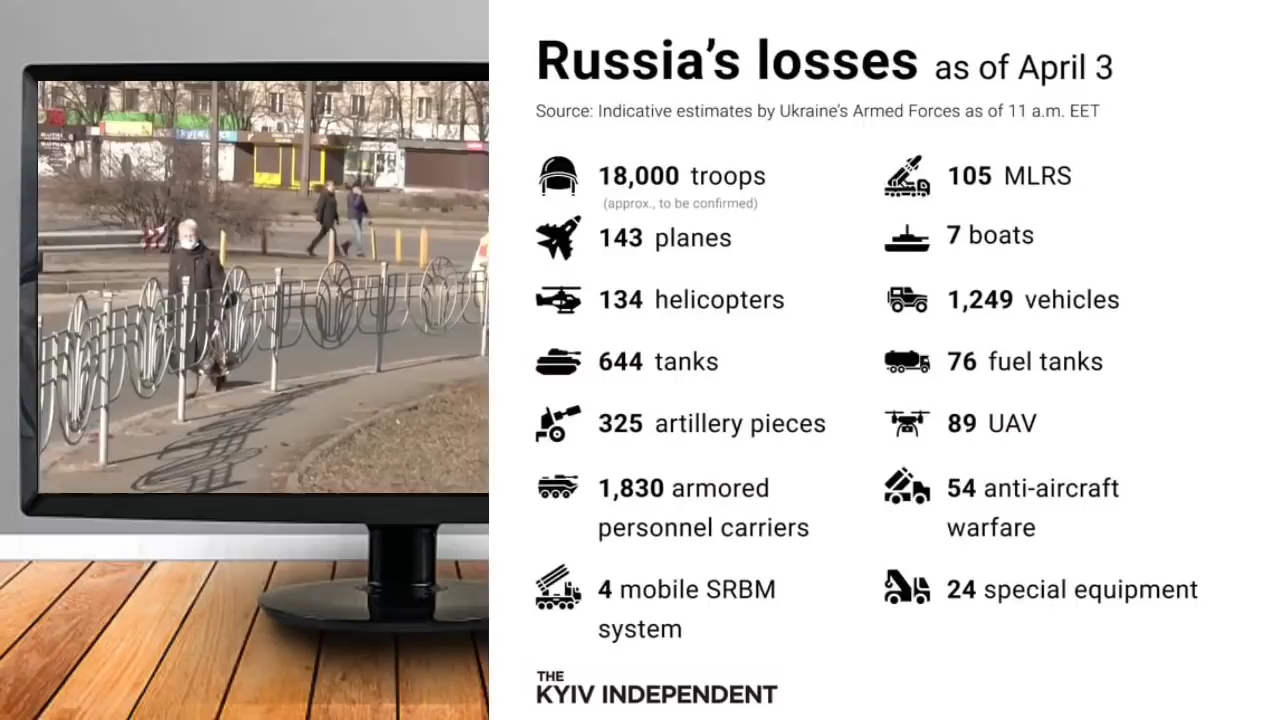 Russia's losses as of April 3
Source: Indicative estimates by Ukraine's Armed Forces as of 11 a.m. EET
18,000 troops
(approx., to be confirmed)
143 planes
134 helicopters
644 tanks
325 artillery pieces
1,830 armored
personnel carriers
4 mobile SRBM
system
105 MLRS
7 boats
1,249 vehicles
76 fuel tanks
89 UAV
54 anti-aircraft
warfare
24 special equipment
THE
KYIV INDEPENDENT